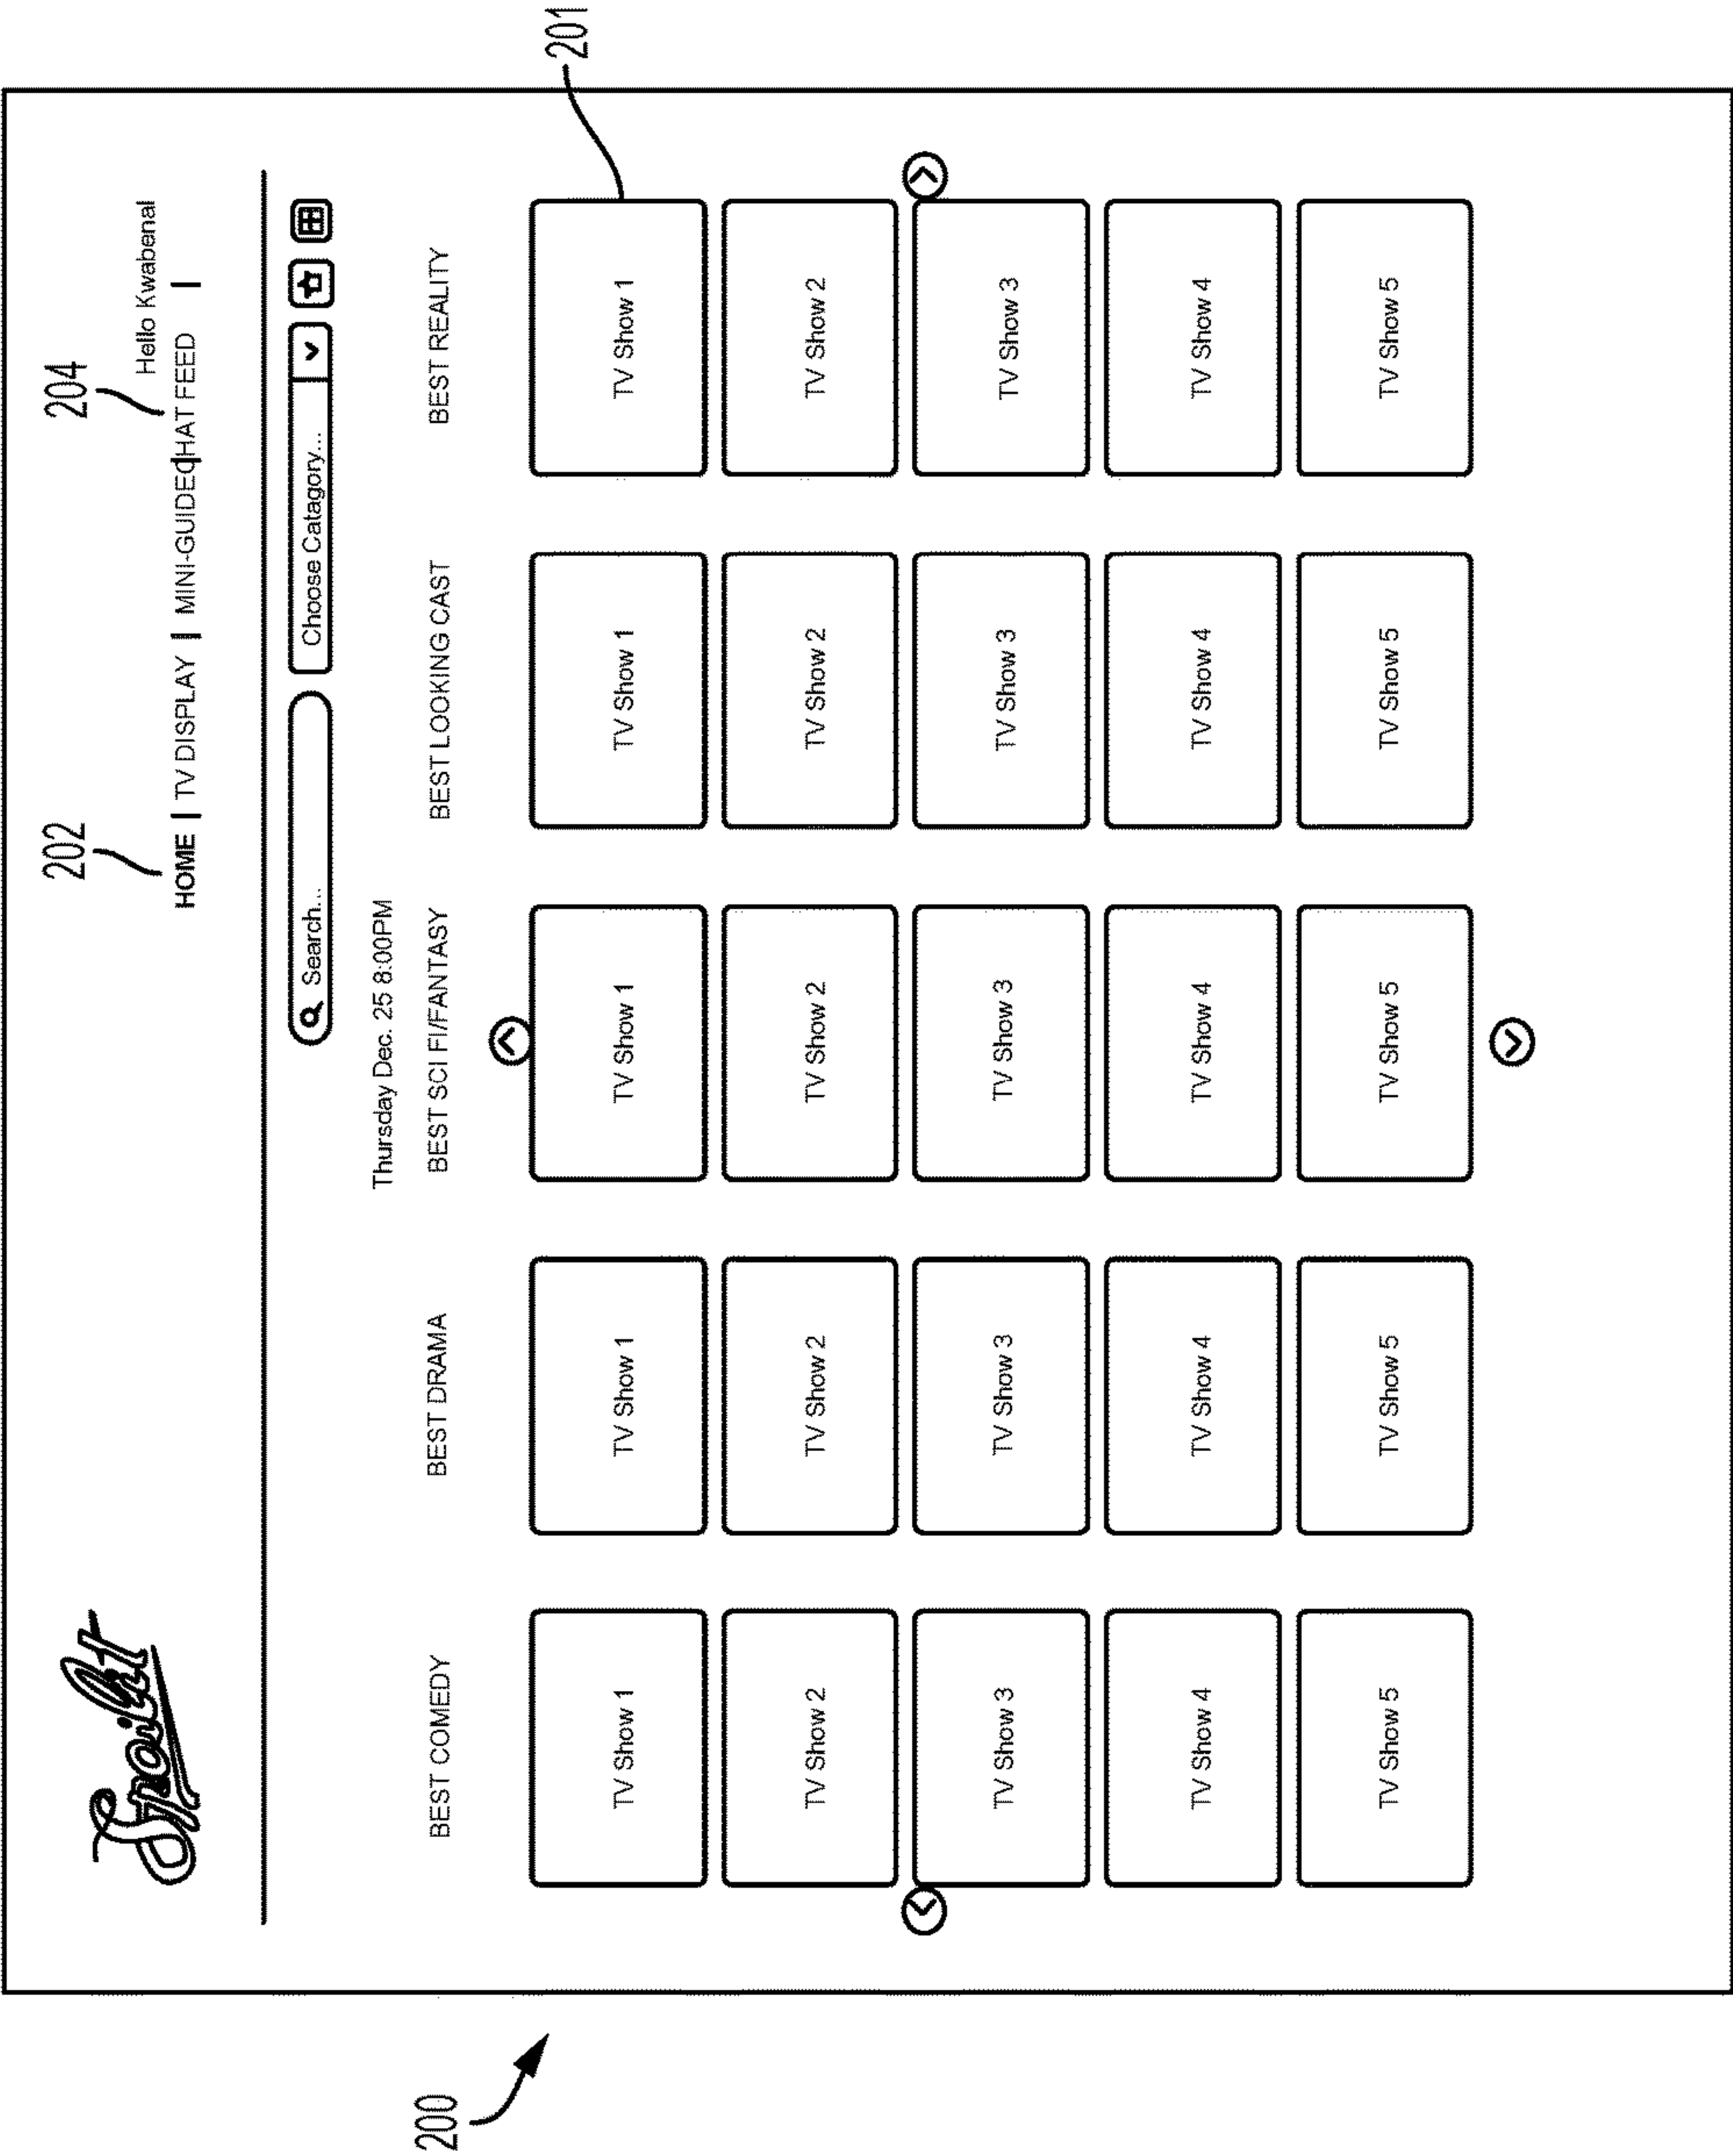 202
204
Hello Kwabenal
HOME | TV DISPLAY | MINI-GUIDE|CHAT FEED |
Search... Choose Catagory...
Thursday Dec. 25 8:00PM
BEST COMEDY BEST DRAMA BEST SCI FI/FANTASY BEST LOOKING CAST BEST REALITY
200
201
TV Show 1 TV Show 1 TV Show 1 TV Show 1 TV Show 1
TV Show 2 TV Show 2 TV Show 2 TV Show 2 TV Show 2
TV Show 3 TV Show 3 TV Show 3 TV Show 3 TV Show 3
TV Show 4 TV Show 4 TV Show 4 TV Show 4 TV Show 4
TV Show 5 TV Show 5 TV Show 5 TV Show 5 TV Show 5